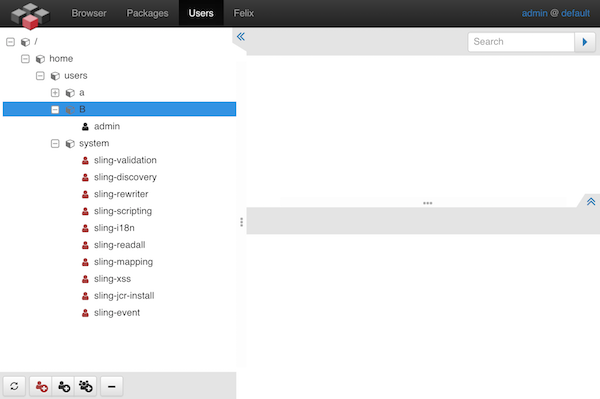 Browser Packages Users Felix admin @ default
/
Search
home
users
a
B
admin
system
sling-validation
sling-discovery
sling-rewriter
sling-scripting
sling-i18n
sling-readall
sling-mapping
sling-xss
sling-jcr-install
sling-event